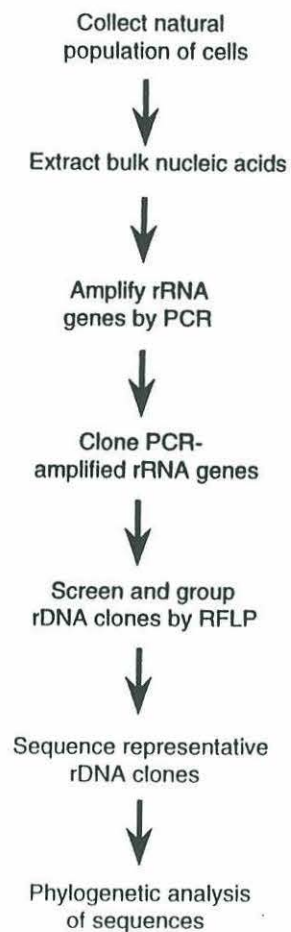 Collect natural
population of cells
Extract bulk nucleic acids
Amplify rRNA
genes by PCR
Clone PCR-
amplified rRNA genes
Screen and group
rDNA clones by RFLP
Sequence representative
rDNA clones
Phylogenetic analysis
of sequences